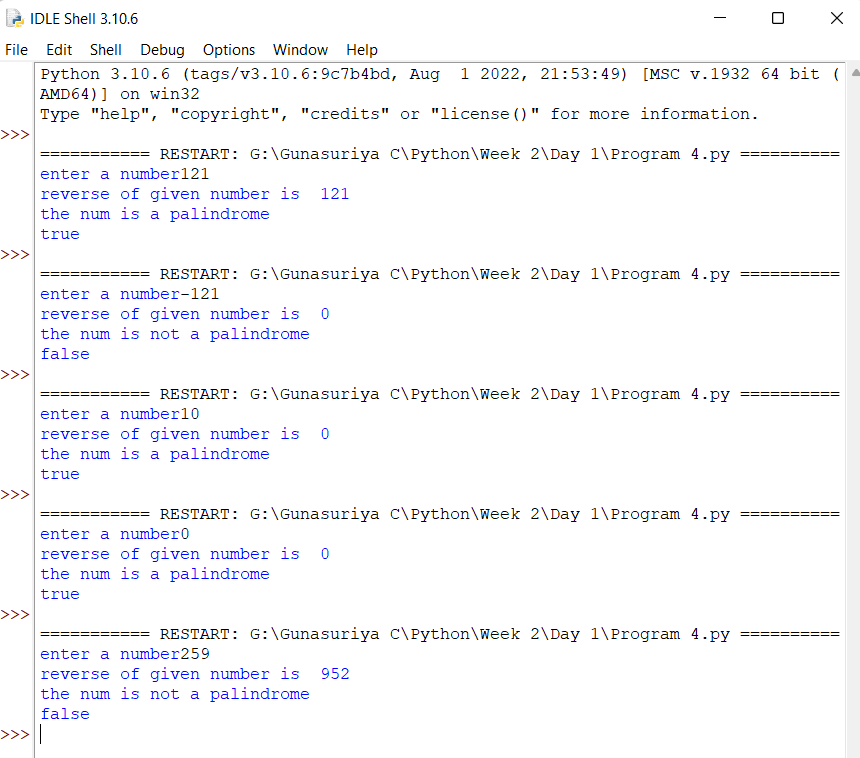 IDLE Shell 3.10.6
File Edit Shell Debug Options Window Help
Python 3.10.6 (tags/v3.10.6:9c7b4bd, Aug  1 2022, 21:53:49) [MSC v.1932 64 bit (
AMD64)] on win32
Type "help", "copyright", "credits" or "license()" for more information.
>>>
=========== RESTART: G:\Gunasuriya C\Python\Week 2\Day 1\Program 4.py ==========
enter a number121
reverse of given number is  121
the num is a palindrome
true
>>>
=========== RESTART: G:\Gunasuriya C\Python\Week 2\Day 1\Program 4.py ==========
enter a number-121
reverse of given number is  0
the num is not a palindrome
false
>>>
=========== RESTART: G:\Gunasuriya C\Python\Week 2\Day 1\Program 4.py ==========
enter a number10
reverse of given number is  0
the num is a palindrome
true
>>>
=========== RESTART: G:\Gunasuriya C\Python\Week 2\Day 1\Program 4.py ==========
enter a number0
reverse of given number is  0
the num is a palindrome
true
>>>
=========== RESTART: G:\Gunasuriya C\Python\Week 2\Day 1\Program 4.py ==========
enter a number259
reverse of given number is  952
the num is not a palindrome
false
>>>